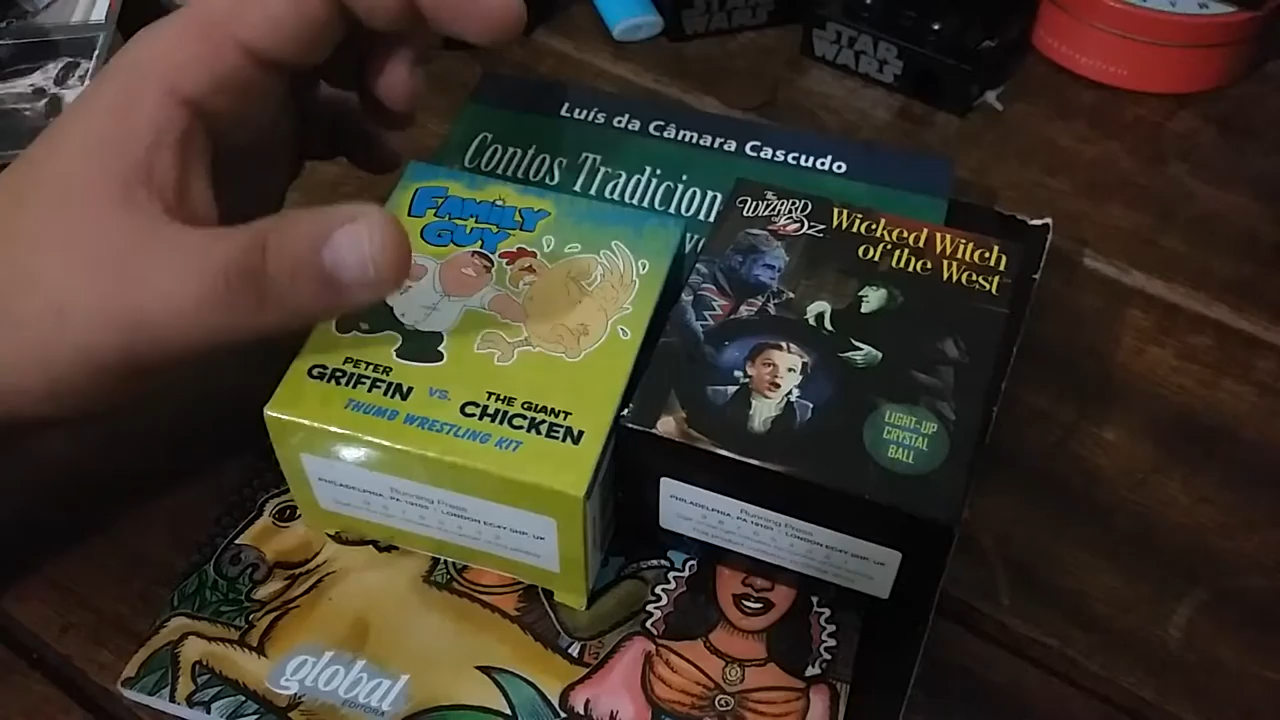 STAR
WARS
STAR
WARS
Luís da Câmara Cascudo
Contos Tradicion
FAMILY
GUY
PETER
GRIFFIN
VS.
THE GIANT
CHICKEN
THUMB WRESTLING KIT
Running Press
PHILADELPHIA, PA 19103 LONDON EC4Y 0HP, UK
The
WIZARD
of OZ
Wicked Witch
of the West
LIGHT-UP
CRYSTAL
BALL
Running Press
PHILADELPHIA, PA 19103 LONDON EC4Y 0HP, UK
global
EDITORA